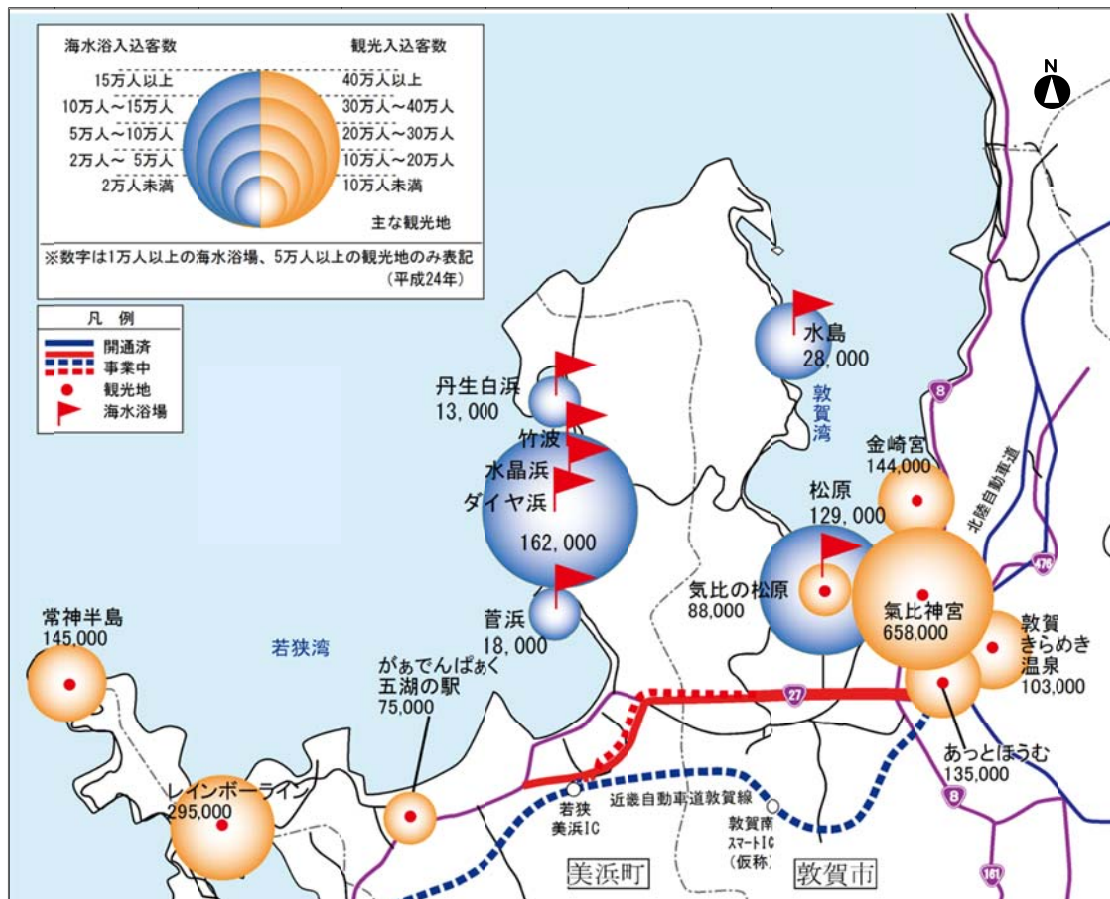 海水浴入込客数
観光入込客数
15万人以上
40万人以上
10万人～15万人
30万人～40万人
5万人～10万人
20万人～30万人
2万人～ 5万人
10万人～20万人
2万人未満
10万人未満
主な観光地
※数字は1万人以上の海水浴場、5万人以上の観光地のみ表記
(平成24年)
凡 例
開通済
事業中
観光地
海水浴場
N
水島
28,000
丹生白浜
13,000
敦賀湾
8
竹波
水晶浜
ダイヤ浜
162,000
金崎宮
144,000
北陸自動車道
松原
129,000
476
気比の松原
88,000
氣比神宮
658,000
菅浜
18,000
敦賀
きらめき
温泉
103,000
常神半島
145,000
若狭湾
がぁでんぱぁく
五湖の駅
75,000
27
あっとほうむ
135,000
レインボーライン
295,000
近畿自動車道敦賀線
若狭
美浜IC
敦賀南
スマートIC
(仮称)
8
美浜町
敦賀市
161